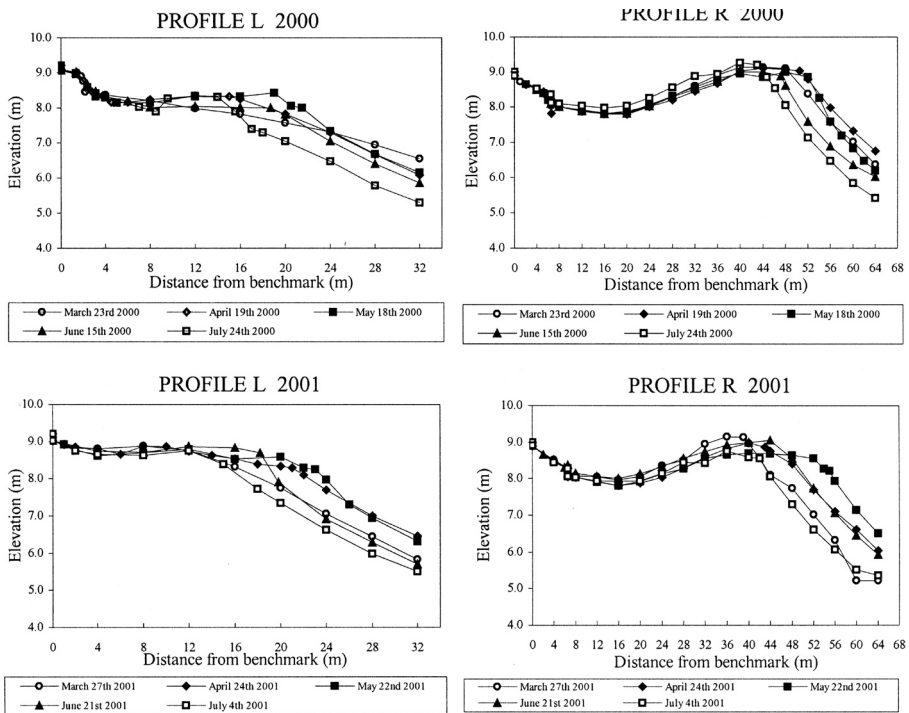 PROFILE L 2000
Elevation (m)
10.0
9.0
8.0
7.0
6.0
5.0
4.0
0 4 8 12 16 20 24 28 32
Distance from benchmark (m)
March 23rd 2000 April 19th 2000 May 18th 2000
June 15th 2000 July 24th 2000
PROFILE R 2000
Elevation (m)
10.0
9.0
8.0
7.0
6.0
5.0
4.0
0 4 8 12 16 20 24 28 32 36 40 44 48 52 56 60 64 68
Distance from benchmark (m)
March 23rd 2000 April 19th 2000 May 18th 2000
June 15th 2000 July 24th 2000
PROFILE L 2001
Elevation (m)
10.0
9.0
8.0
7.0
6.0
5.0
4.0
0 4 8 12 16 20 24 28 32
Distance from benchmark (m)
March 27th 2001 April 24th 2001 May 22nd 2001
June 21st 2001 July 4th 2001
PROFILE R 2001
Elevation (m)
10.0
9.0
8.0
7.0
6.0
5.0
4.0
0 4 8 12 16 20 24 28 32 36 40 44 48 52 56 60 64 68
Distance from benchmark (m)
March 27th 2001 April 24th 2001 May 22nd 2001
June 21st 2001 July 4th 2001